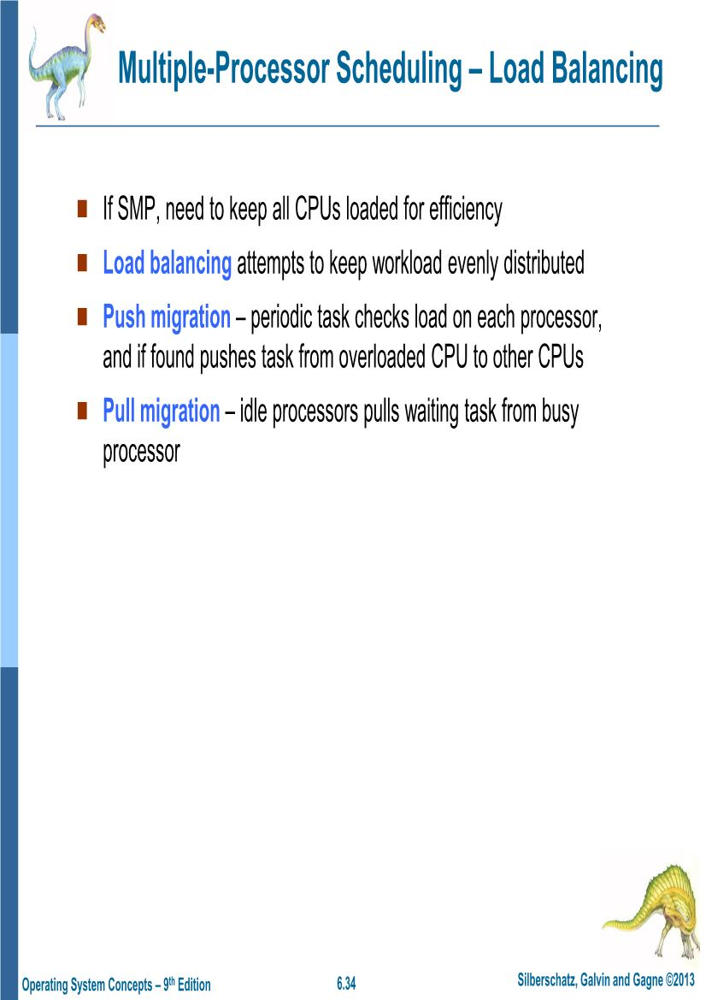 Multiple-Processor Scheduling – Load Balancing
If SMP, need to keep all CPUs loaded for efficiency
Load balancing attempts to keep workload evenly distributed
Push migration – periodic task checks load on each processor,
and if found pushes task from overloaded CPU to other CPUs
Pull migration – idle processors pulls waiting task from busy
processor
Operating System Concepts – 9th Edition
6.34
Silberschatz, Galvin and Gagne ©2013